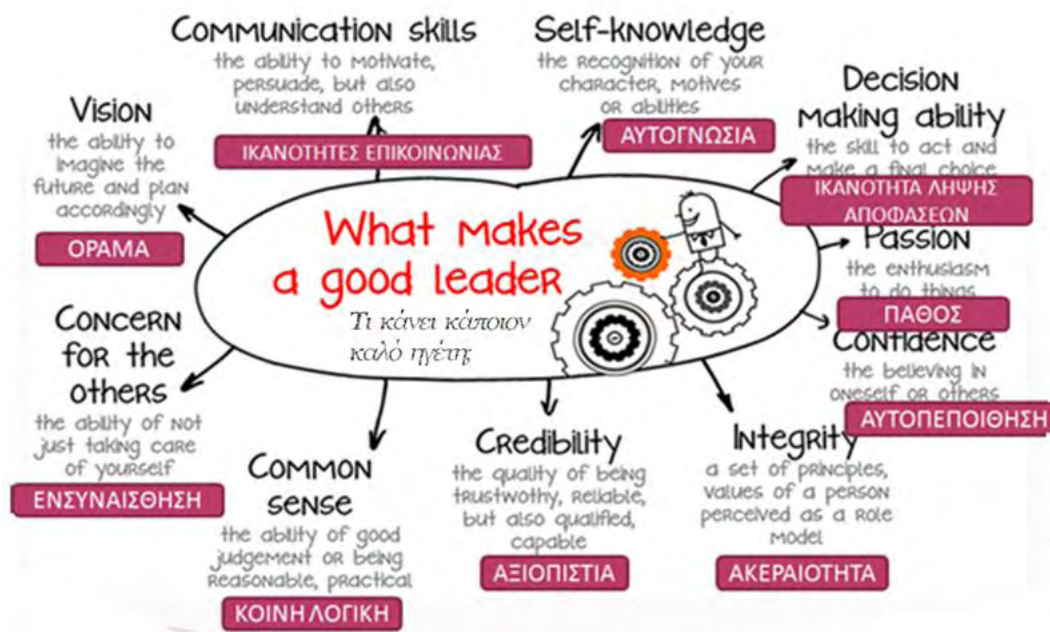 What makes
a good leader
Τι κάνει κάποιον
καλό ηγέτη;
Communication skills
the ability to motivate,
persuade, but also
understand others
ΙΚΑΝΟΤΗΤΕΣ ΕΠΙΚΟΙΝΩΝΙΑΣ
Self-knowledge
the recognition of your
character, motives
or abilities
ΑΥΤΟΓΝΩΣΙΑ
Decision
making ability
the skill to act and
make a final choice
ΙΚΑΝΟΤΗΤΑ ΛΗΨΗΣ
ΑΠΟΦΑΣΕΩΝ
Passion
the enthusiasm
to do things
ΠΑΘΟΣ
Confidence
the believing in
oneself or others
ΑΥΤΟΠΕΠΟΙΘΗΣΗ
Integrity
a set of principles,
values of a person
perceived as a role
model
ΑΚΕΡΑΙΟΤΗΤΑ
Credibility
the quality of being
trustwothy, reliable,
but also qualified,
capable
ΑΞΙΟΠΙΣΤΙΑ
Common
sense
the ability of good
judgement or being
reasonable, practical
ΚΟΙΝΗ ΛΟΓΙΚΗ
Concern
for the
others
the ability of not
just taking care
of yourself
ΕΝΣΥΝΑΙΣΘΗΣΗ
Vision
the ability to
imagine the
future and plan
accordingly
ΟΡΑΜΑ